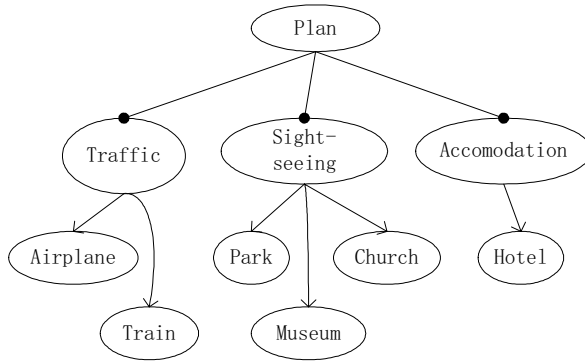 Plan
Traffic
Sight-
seeing
Accomodation
Airplane
Park
Church
Hotel
Train
Museum